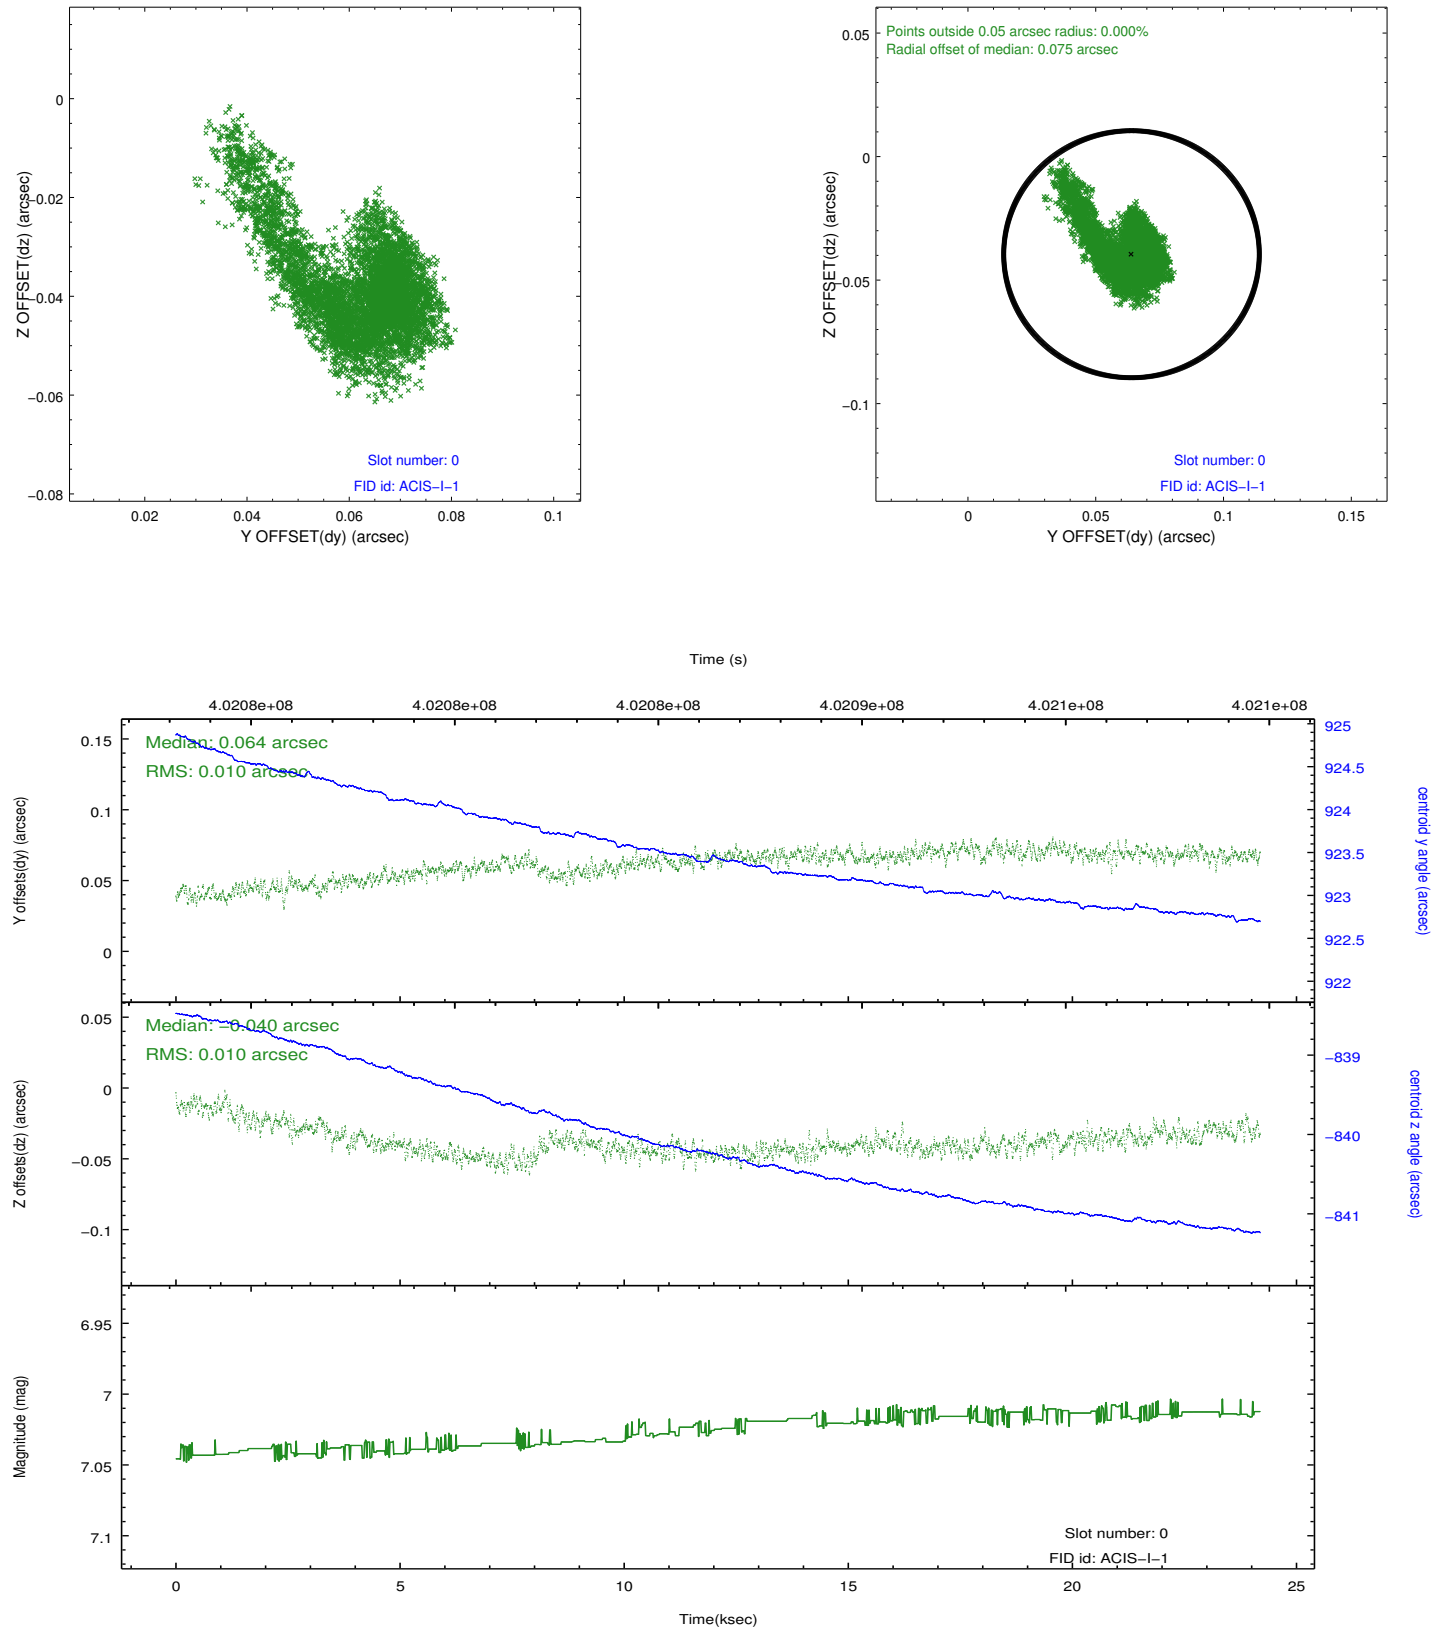 0
−0.02
−0.04
−0.06
−0.08
Z OFFSET(dz) (arcsec)
Slot number: 0
FID id: ACIS−I−1
0.02
0.04
0.06
0.08
0.1
Y OFFSET(dy) (arcsec)
Points outside 0.05 arcsec radius: 0.000%
Radial offset of median: 0.075 arcsec
0.05
0
−0.05
−0.1
Z OFFSET(dz) (arcsec)
Slot number: 0
FID id: ACIS−I−1
0
0.05
0.1
0.15
Y OFFSET(dy) (arcsec)
Time (s)
4.0208e+08
4.0208e+08
4.0208e+08
4.0209e+08
4.021e+08
4.021e+08
Median: 0.064 arcsec
RMS: 0.010 arcsec
0.15
0.1
0.05
0
Y offsets(dy) (arcsec)
925
924.5
924
923.5
923
922.5
922
centroid y angle (arcsec)
Median: −0.040 arcsec
RMS: 0.010 arcsec
0.05
0
−0.05
−0.1
Z offsets(dz) (arcsec)
−839
−840
−841
centroid z angle (arcsec)
6.95
7
7.05
7.1
Magnitude (mag)
Slot number: 0
FID id: ACIS−I−1
0
5
10
15
20
25
Time(ksec)